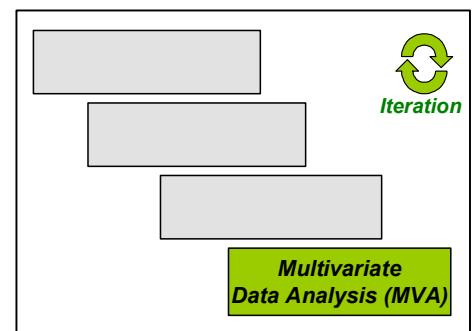 Iteration
Multivariate
Data Analysis (MVA)